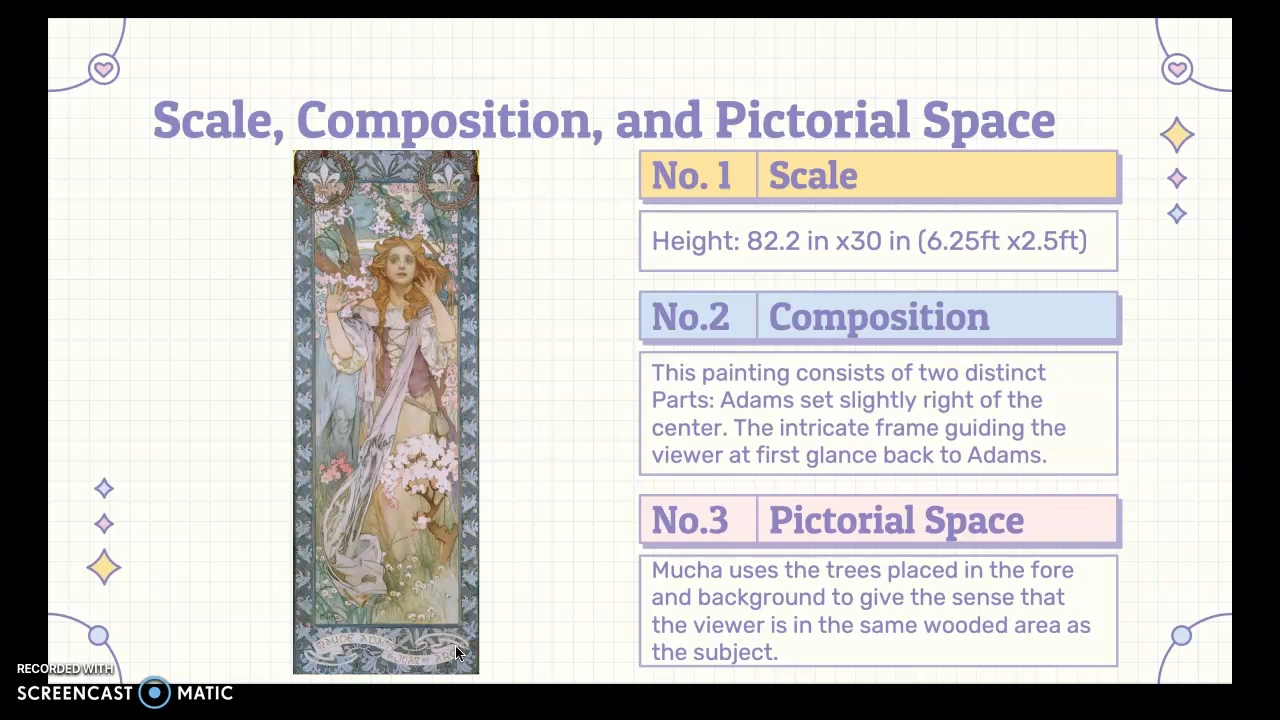 Scale, Composition, and Pictorial Space
No. 1 Scale
Height: 82.2 in x30 in (6.25ft x2.5ft)
No.2 Composition
This painting consists of two distinct
Parts: Adams set slightly right of the
center. The intricate frame guiding the
viewer at first glance back to Adams.
No.3 Pictorial Space
Mucha uses the trees placed in the fore
and background to give the sense that
the viewer is in the same wooded area as
the subject.
MAUDE ADAMS
RECORDED WITH
SCREENCAST MATIC